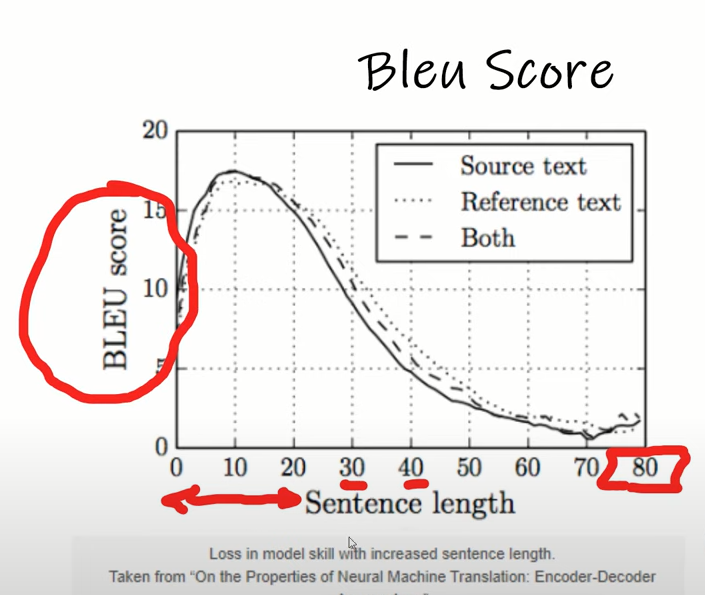 Bleu Score
20
15
10
5
0
BLEU score
Source text
Reference text
Both
0 10 20 30 40 50 60 70 80
Sentence length
Loss in model skill with increased sentence length.
Taken from “On the Properties of Neural Machine Translation: Encoder-Decoder